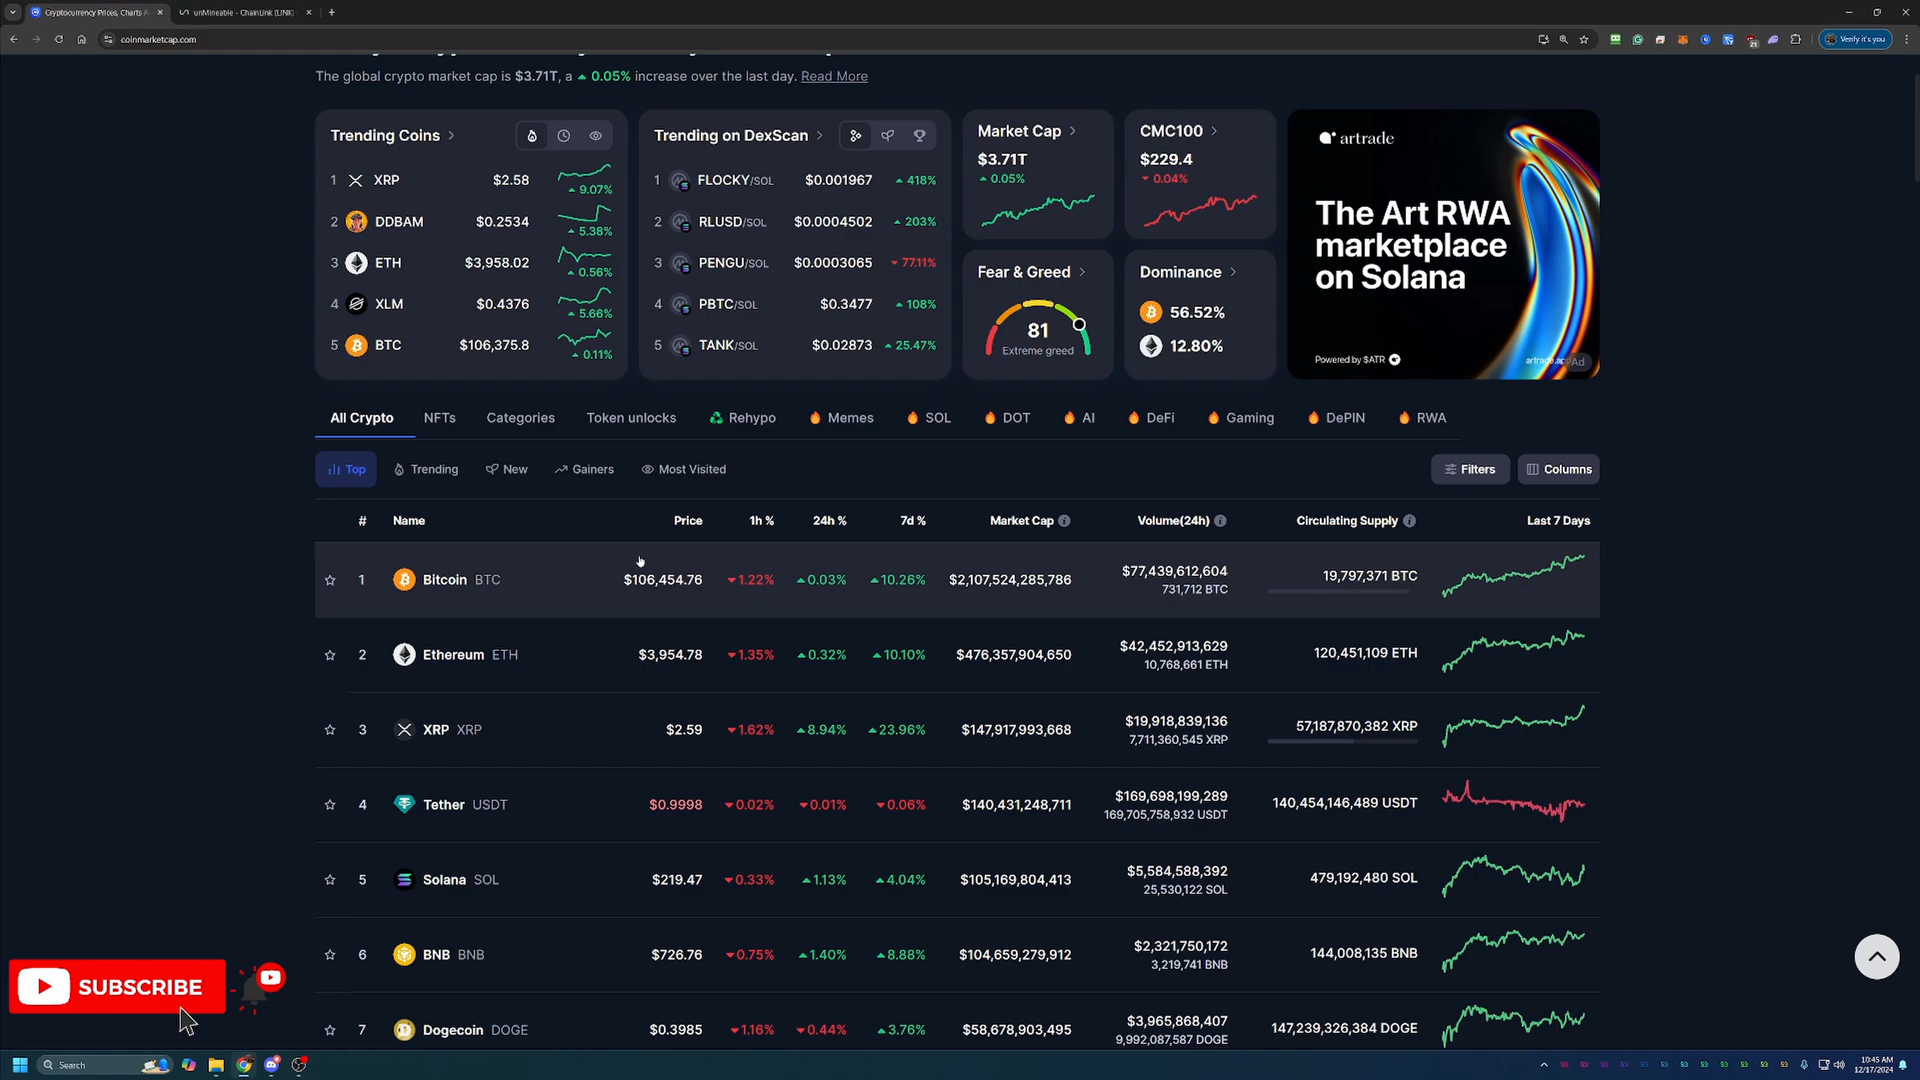 Cryptocurrency Prices, Charts A
unMineable - ChainLink (LINK)
coinmarketcap.com
Verify it's you
The global crypto market cap is $3.71T, a 0.05% increase over the last day. Read More
Trending Coins
1 XRP $2.58 9.07%
2 DDBAM $0.2534 5.38%
3 ETH $3,958.02 0.56%
4 XLM $0.4376 5.66%
5 BTC $106,375.8 0.11%
Trending on DexScan
1 FLOCKY/SOL $0.001967 418%
2 RLUSD/SOL $0.0004502 203%
3 PENGU/SOL $0.0003065 77.11%
4 PBTC/SOL $0.3477 108%
5 TANK/SOL $0.02873 25.47%
Market Cap
$3.71T
0.05%
CMC100
$229.4
0.04%
Fear & Greed
81
Extreme greed
Dominance
56.52%
12.80%
artrade
The Art RWA
marketplace
on Solana
Powered by $ATR
Ad
All Crypto NFTs Categories Token unlocks Rehypo Memes SOL DOT AI DeFi Gaming DePIN RWA
Top Trending New Gainers Most Visited Filters Columns
# Name Price 1h % 24h % 7d % Market Cap Volume(24h) Circulating Supply Last 7 Days
1 Bitcoin BTC $106,454.76 1.22% 0.03% 10.26% $2,107,524,285,786 $77,439,612,604 19,797,371 BTC
731,712 BTC
2 Ethereum ETH $3,954.78 1.35% 0.32% 10.10% $476,357,904,650 $42,452,913,629 120,451,109 ETH
10,768,661 ETH
3 XRP XRP $2.59 1.62% 8.94% 23.96% $147,917,993,668 $19,918,839,136 57,187,870,382 XRP
7,711,360,545 XRP
4 Tether USDT $0.9998 0.02% 0.01% 0.06% $140,431,248,711 $169,698,199,289 140,454,146,489 USDT
169,705,758,932 USDT
5 Solana SOL $219.47 0.33% 1.13% 4.04% $105,169,804,413 $5,584,588,392 479,192,480 SOL
25,530,122 SOL
6 BNB BNB $726.76 0.75% 1.40% 8.88% $104,659,279,912 $2,321,750,172 144,008,135 BNB
3,219,741 BNB
7 Dogecoin DOGE $0.3985 1.16% 0.44% 3.76% $58,678,903,495 $3,965,868,407 147,239,326,384 DOGE
9,992,087,587 DOGE
SUBSCRIBE
Search
10:45 AM
12/17/2024